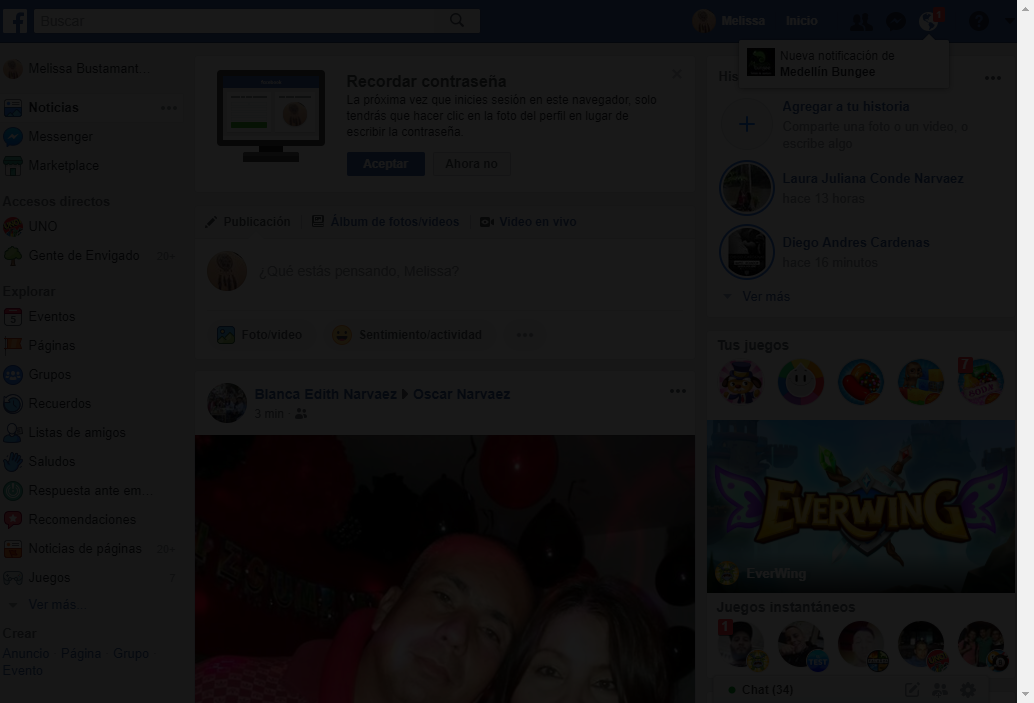 Buscar
Melissa
Inicio
1
?
Nueva notificación de
Medellín Bungee
Melissa Bustamant...
Noticias
Messenger
Marketplace
Accesos directos
UNO
Gente de Envigado 20+
Explorar
Eventos
Páginas
Grupos
Recuerdos
Listas de amigos
Saludos
Respuesta ante em...
Recomendaciones
Noticias de páginas 20+
Juegos 7
Ver más...
Crear
Anuncio Página Grupo
Evento
Recordar contraseña
La próxima vez que inicies sesión en este navegador, solo
tendrás que hacer clic en la foto del perfil en lugar de
escribir la contraseña.
Aceptar
Ahora no
Publicación
Álbum de fotos/videos
Video en vivo
¿Qué estás pensando, Melissa?
Foto/video
Sentimiento/actividad
Blanca Edith Narvaez Oscar Narvaez
3 min
His
Agregar a tu historia
Comparte una foto o un video, o
escribe algo
Laura Juliana Conde Narvaez
hace 13 horas
Diego Andres Cardenas
hace 16 minutos
Ver más
Tus juegos
7
EVERWING
EverWing
Juegos instantáneos
1
TEST
Chat (34)